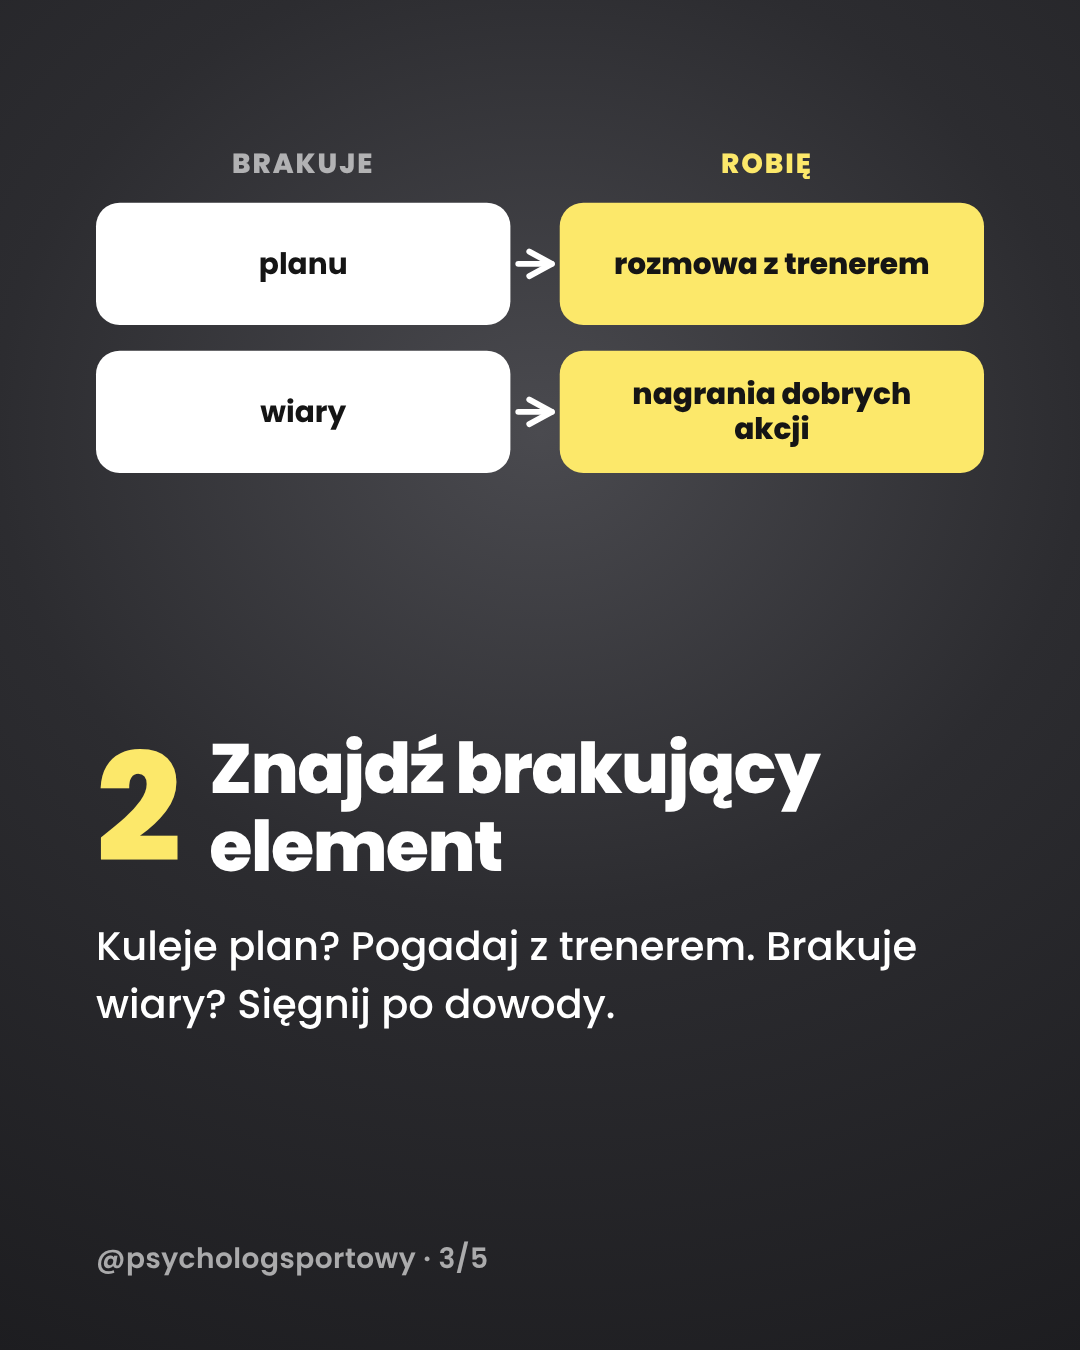 BRAKUJE
ROBIĘ
planu
rozmowa z trenerem
wiary
nagrania dobrych
akcji
2
Znajdź brakujący
element
Kuleje plan? Pogadaj z trenerem. Brakuje
wiary? Sięgnij po dowody.
@psychologsportowy · 3/5